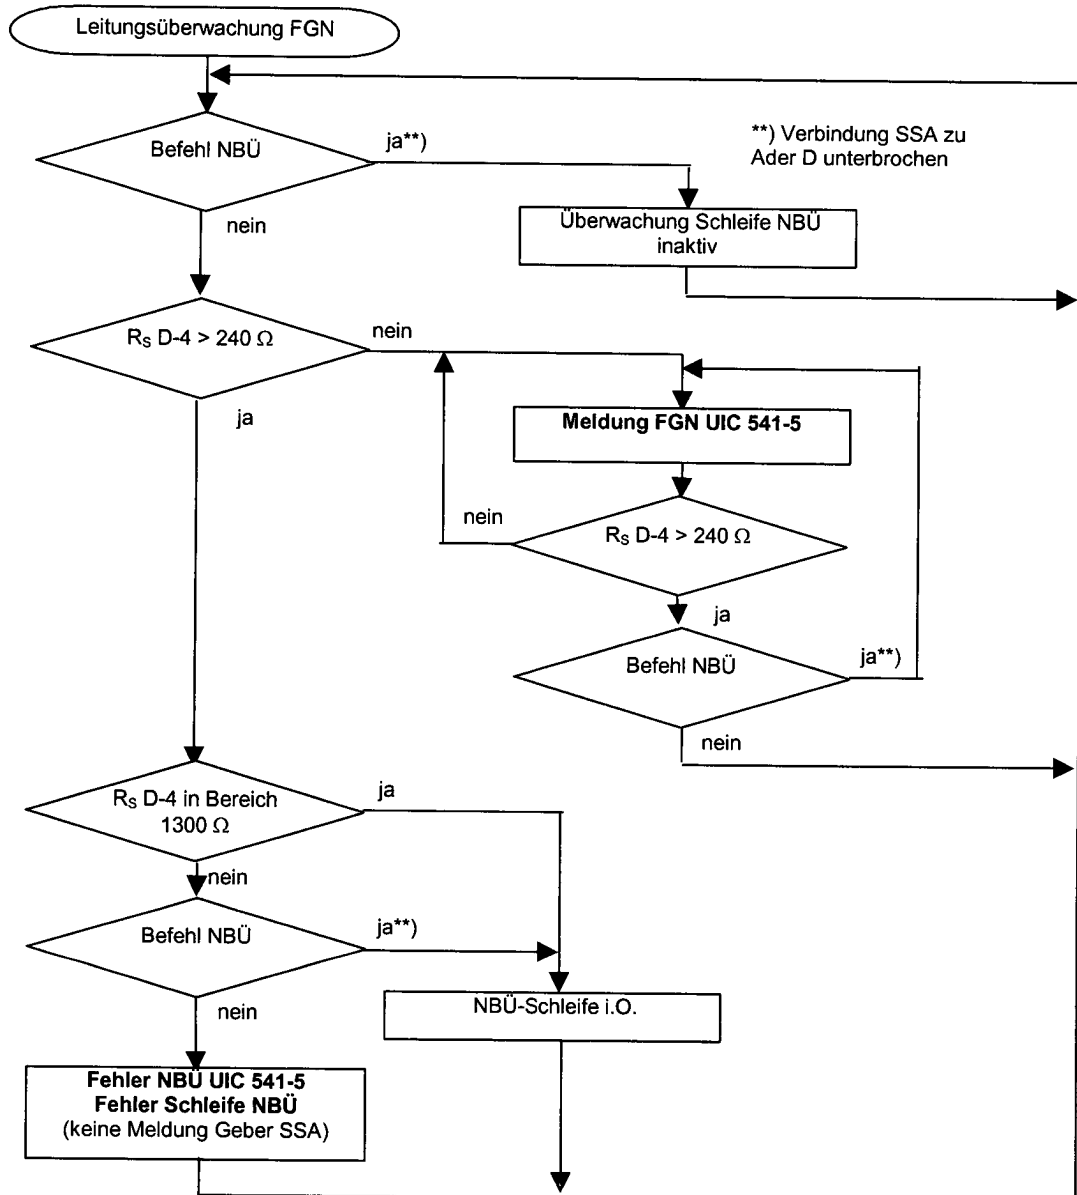 Leitungsüberwachung FGN
Befehl NBÜ
ja**)
**) Verbindung SSA zu
Ader D unterbrochen
nein
Überwachung Schleife NBÜ
inaktiv
RS D-4 > 240 Ω
nein
ja
Meldung FGN UIC 541-5
nein
RS D-4 > 240 Ω
ja
Befehl NBÜ
ja**)
nein
RS D-4 in Bereich
1300 Ω
ja
nein
Befehl NBÜ
ja**)
nein
NBÜ-Schleife i.O.
Fehler NBÜ UIC 541-5
Fehler Schleife NBÜ
(keine Meldung Geber SSA)